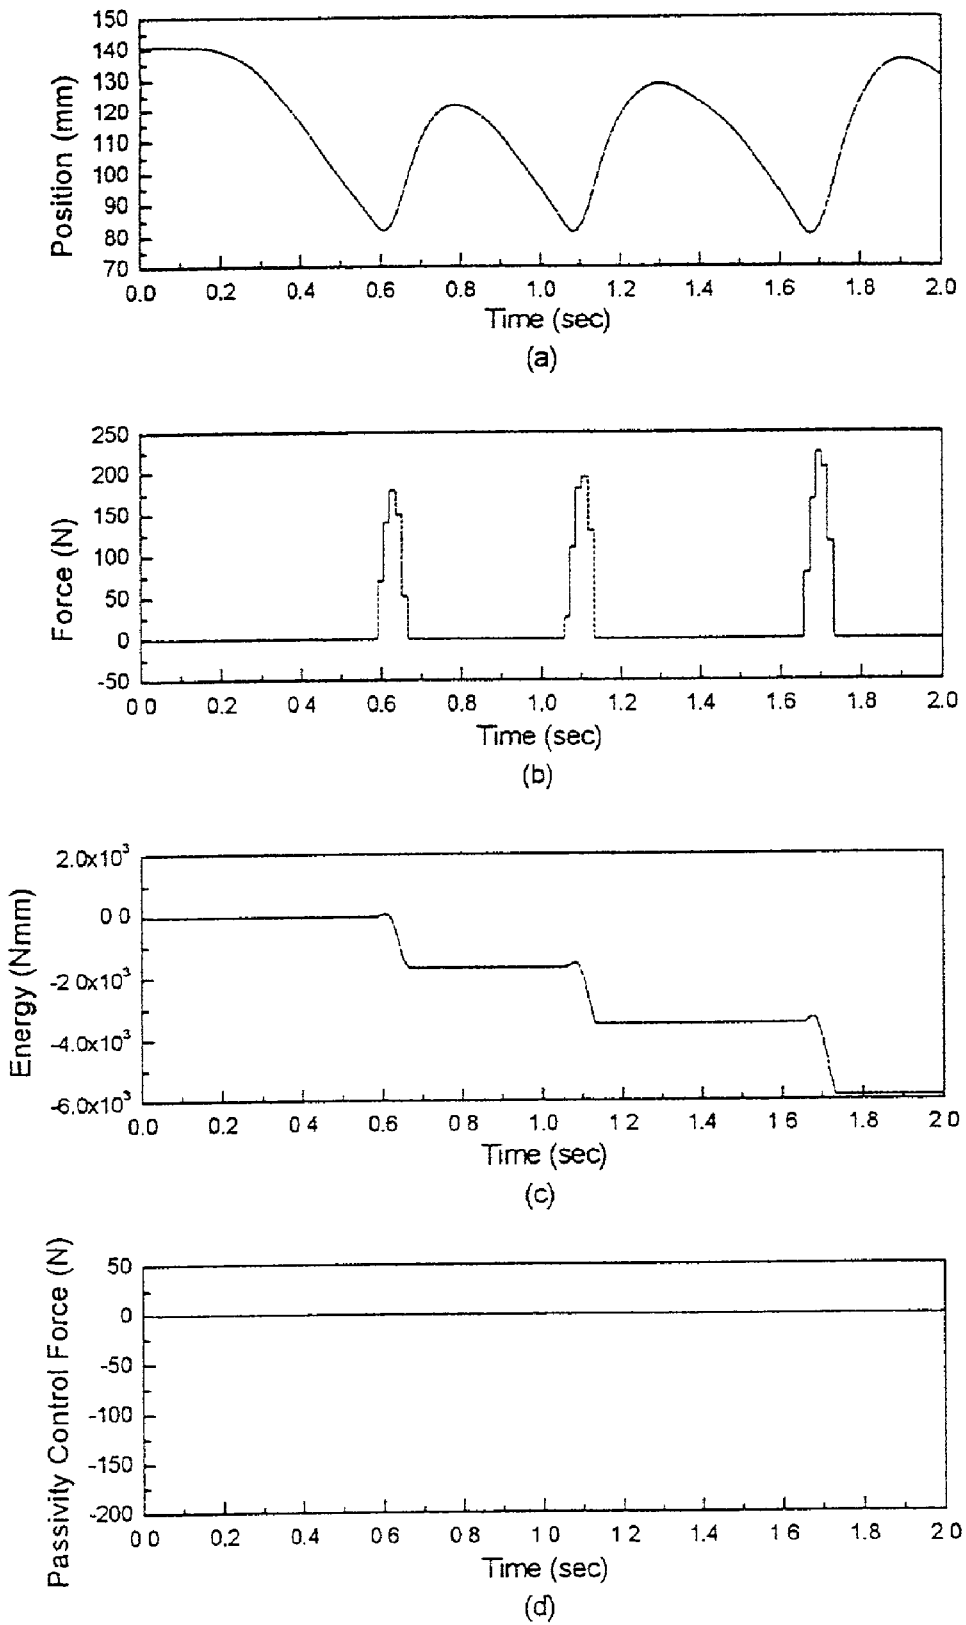 150
140
130
120
110
100
90
80
70
Position (mm)
0.0 0.2 0.4 0.6 0.8 1.0 1.2 1.4 1.6 1.8 2.0
Time (sec)
(a)
250
200
150
100
50
0
-50
Force (N)
0 0 0.2 0 4 0.6 0.8 1.0 1.2 1.4 1.6 1.8 2.0
Time (sec)
(b)
2.0x10³
0 0
-2.0x10³
-4.0x10³
-6.0x10³
Energy (Nmm)
0.0 0.2 0 4 0.6 0 8 1.0 1 2 1 4 1.6 1.8 2 0
Time (sec)
(c)
50
0
-50
-100
-150
-200
Passivity Control Force (N)
0 0 0.2 0 4 0 6 0.8 1 0 1.2 1.4 1 6 1.8 2 0
Time (sec)
(d)